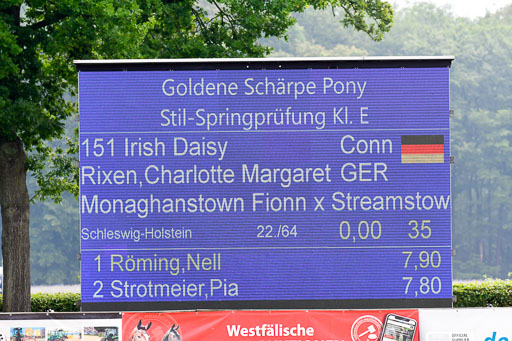 Goldene Schärpe Pony
Stil-Springprüfung Kl. E
151 Irish Daisy Conn
Rixen,Charlotte Margaret GER
Monaghanstown Fionn x Streamstow
Schleswig-Holstein 22./64 0,00 35
1 Röming,Nell 7,90
2 Strotmeier,Pia 7,80
Westfälische